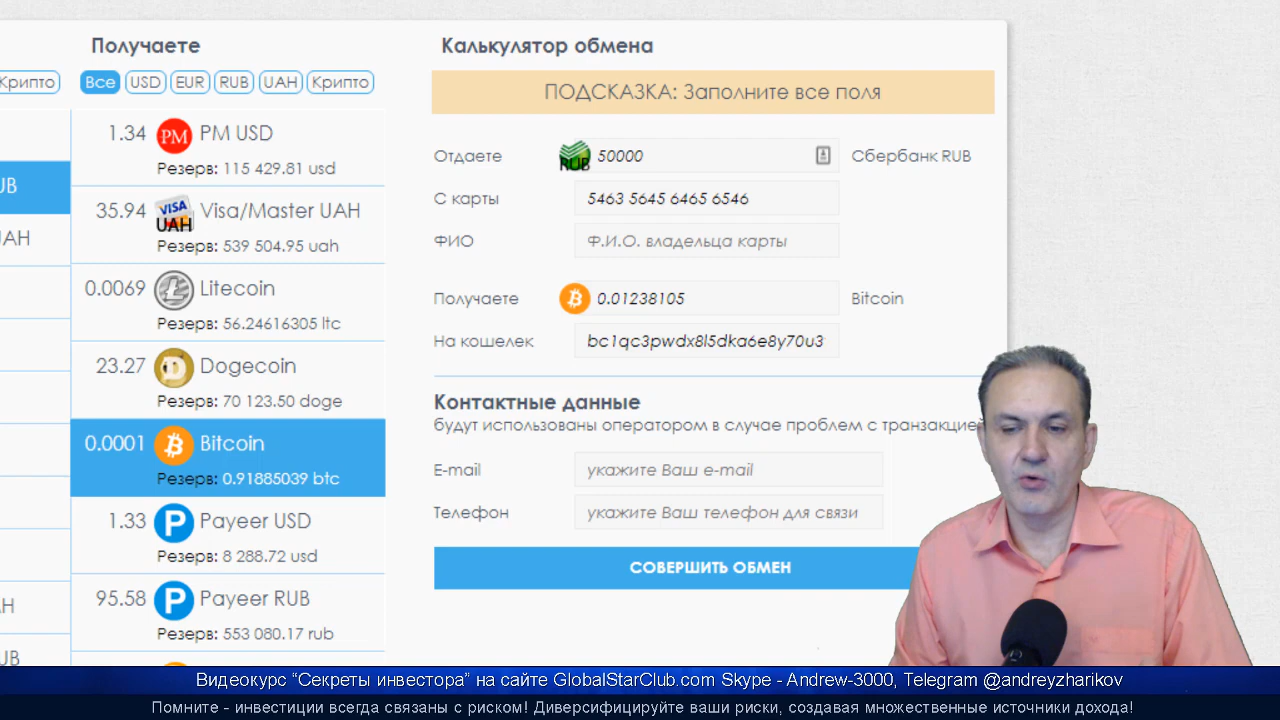 Крипто
UB
JAH
H
UB
Получаете
Все USD EUR RUB UAH Крипто
1.34 PM PM USD
Резерв: 115 429.81 usd
35.94 VISA UAH Visa/Master UAH
Резерв: 539 504.95 uah
0.0069 Litecoin
Резерв: 56.24616305 ltc
23.27 Dogecoin
Резерв: 70 123.50 doge
0.0001 Bitcoin
Резерв: 0.91885039 btc
1.33 P Payeer USD
Резерв: 8 288.72 usd
95.58 P Payeer RUB
Резерв: 553 080.17 rub
Калькулятор обмена
ПОДСКАЗКА: Заполните все поля
Отдаете RUB 50000 Сбербанк RUB
С карты 5463 5645 6465 6546
ФИО Ф.И.О. владельца карты
Получаете 0.01238105 Bitcoin
На кошелек bc1qc3pwdx8l5dka6e8y70u3
Контактные данные
будут использованы оператором в случае проблем с транзакцией
E-mail укажите Ваш e-mail
Телефон укажите Ваш телефон для связи
СОВЕРШИТЬ ОБМЕН
Видеокурс "Секреты инвестора" на сайте GlobalStarClub.com Skype - Andrew-3000, Telegram @andreyzharikov
Помните - инвестиции всегда связаны с риском! Диверсифицируйте ваши риски, создавая множественные источники дохода!